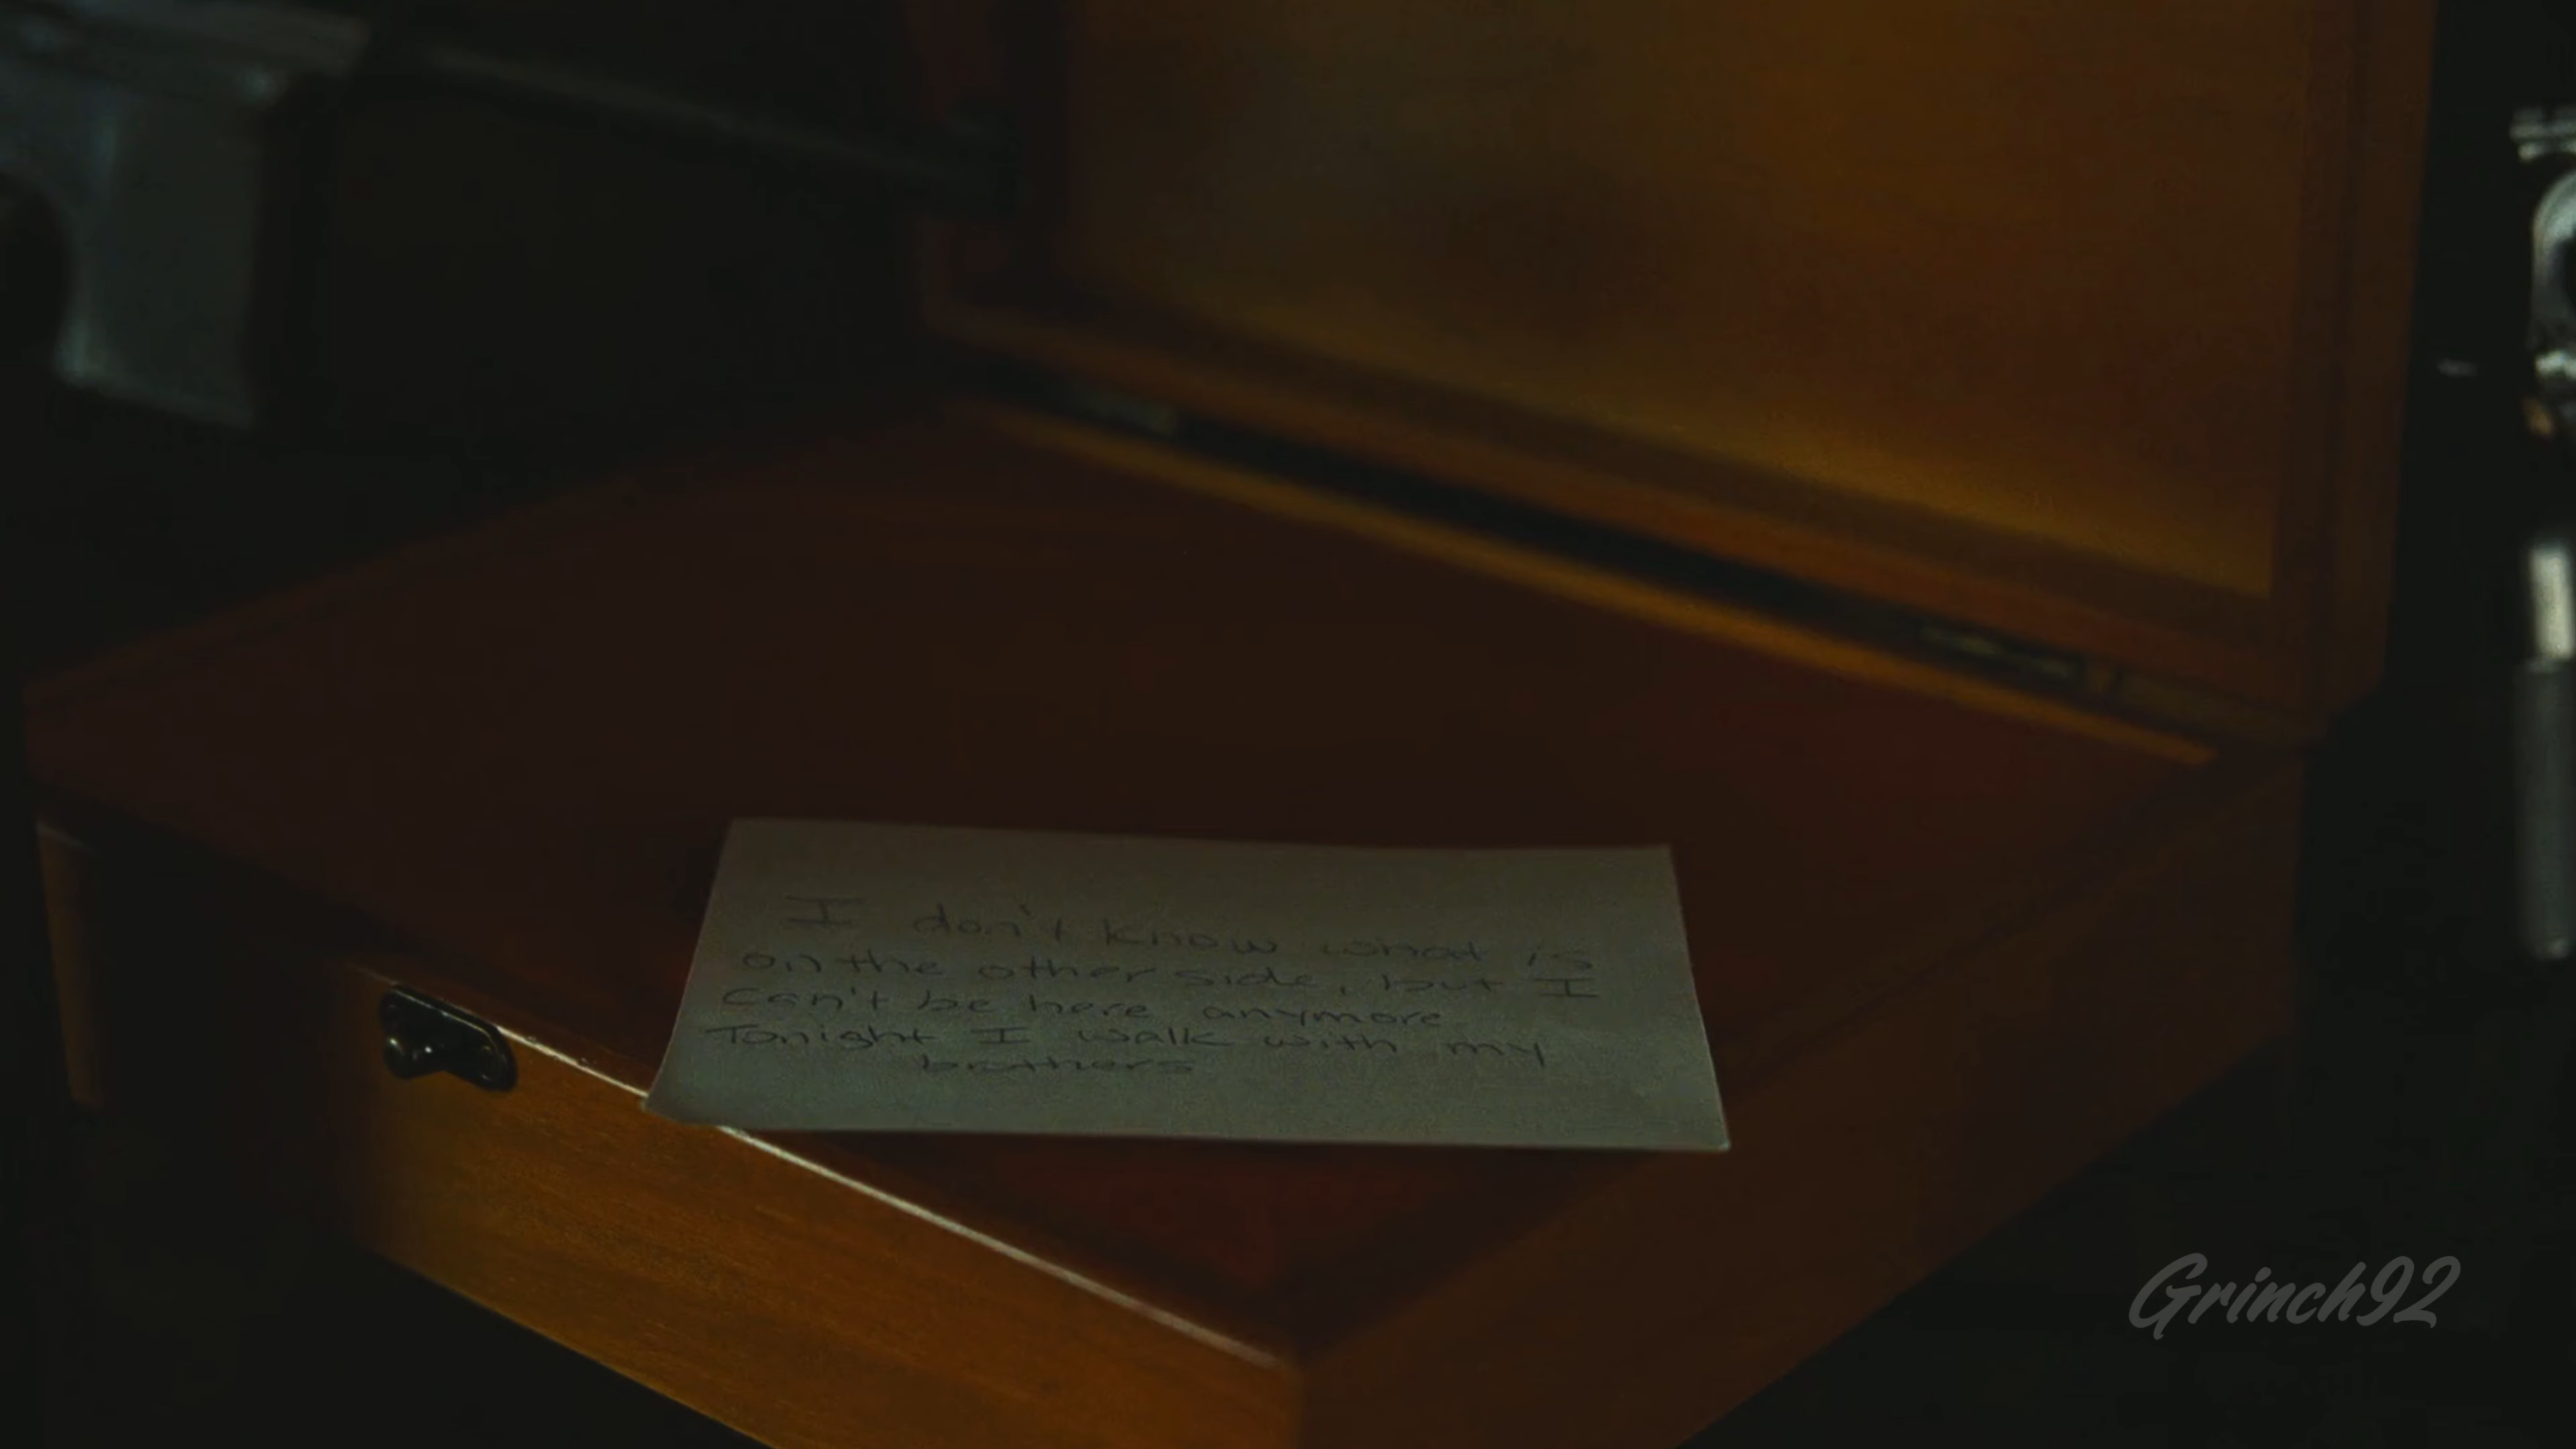 I don't know what is
on the other side, but I
Can't be here anymore
Tonight I walk with my
brothers
Grinch92